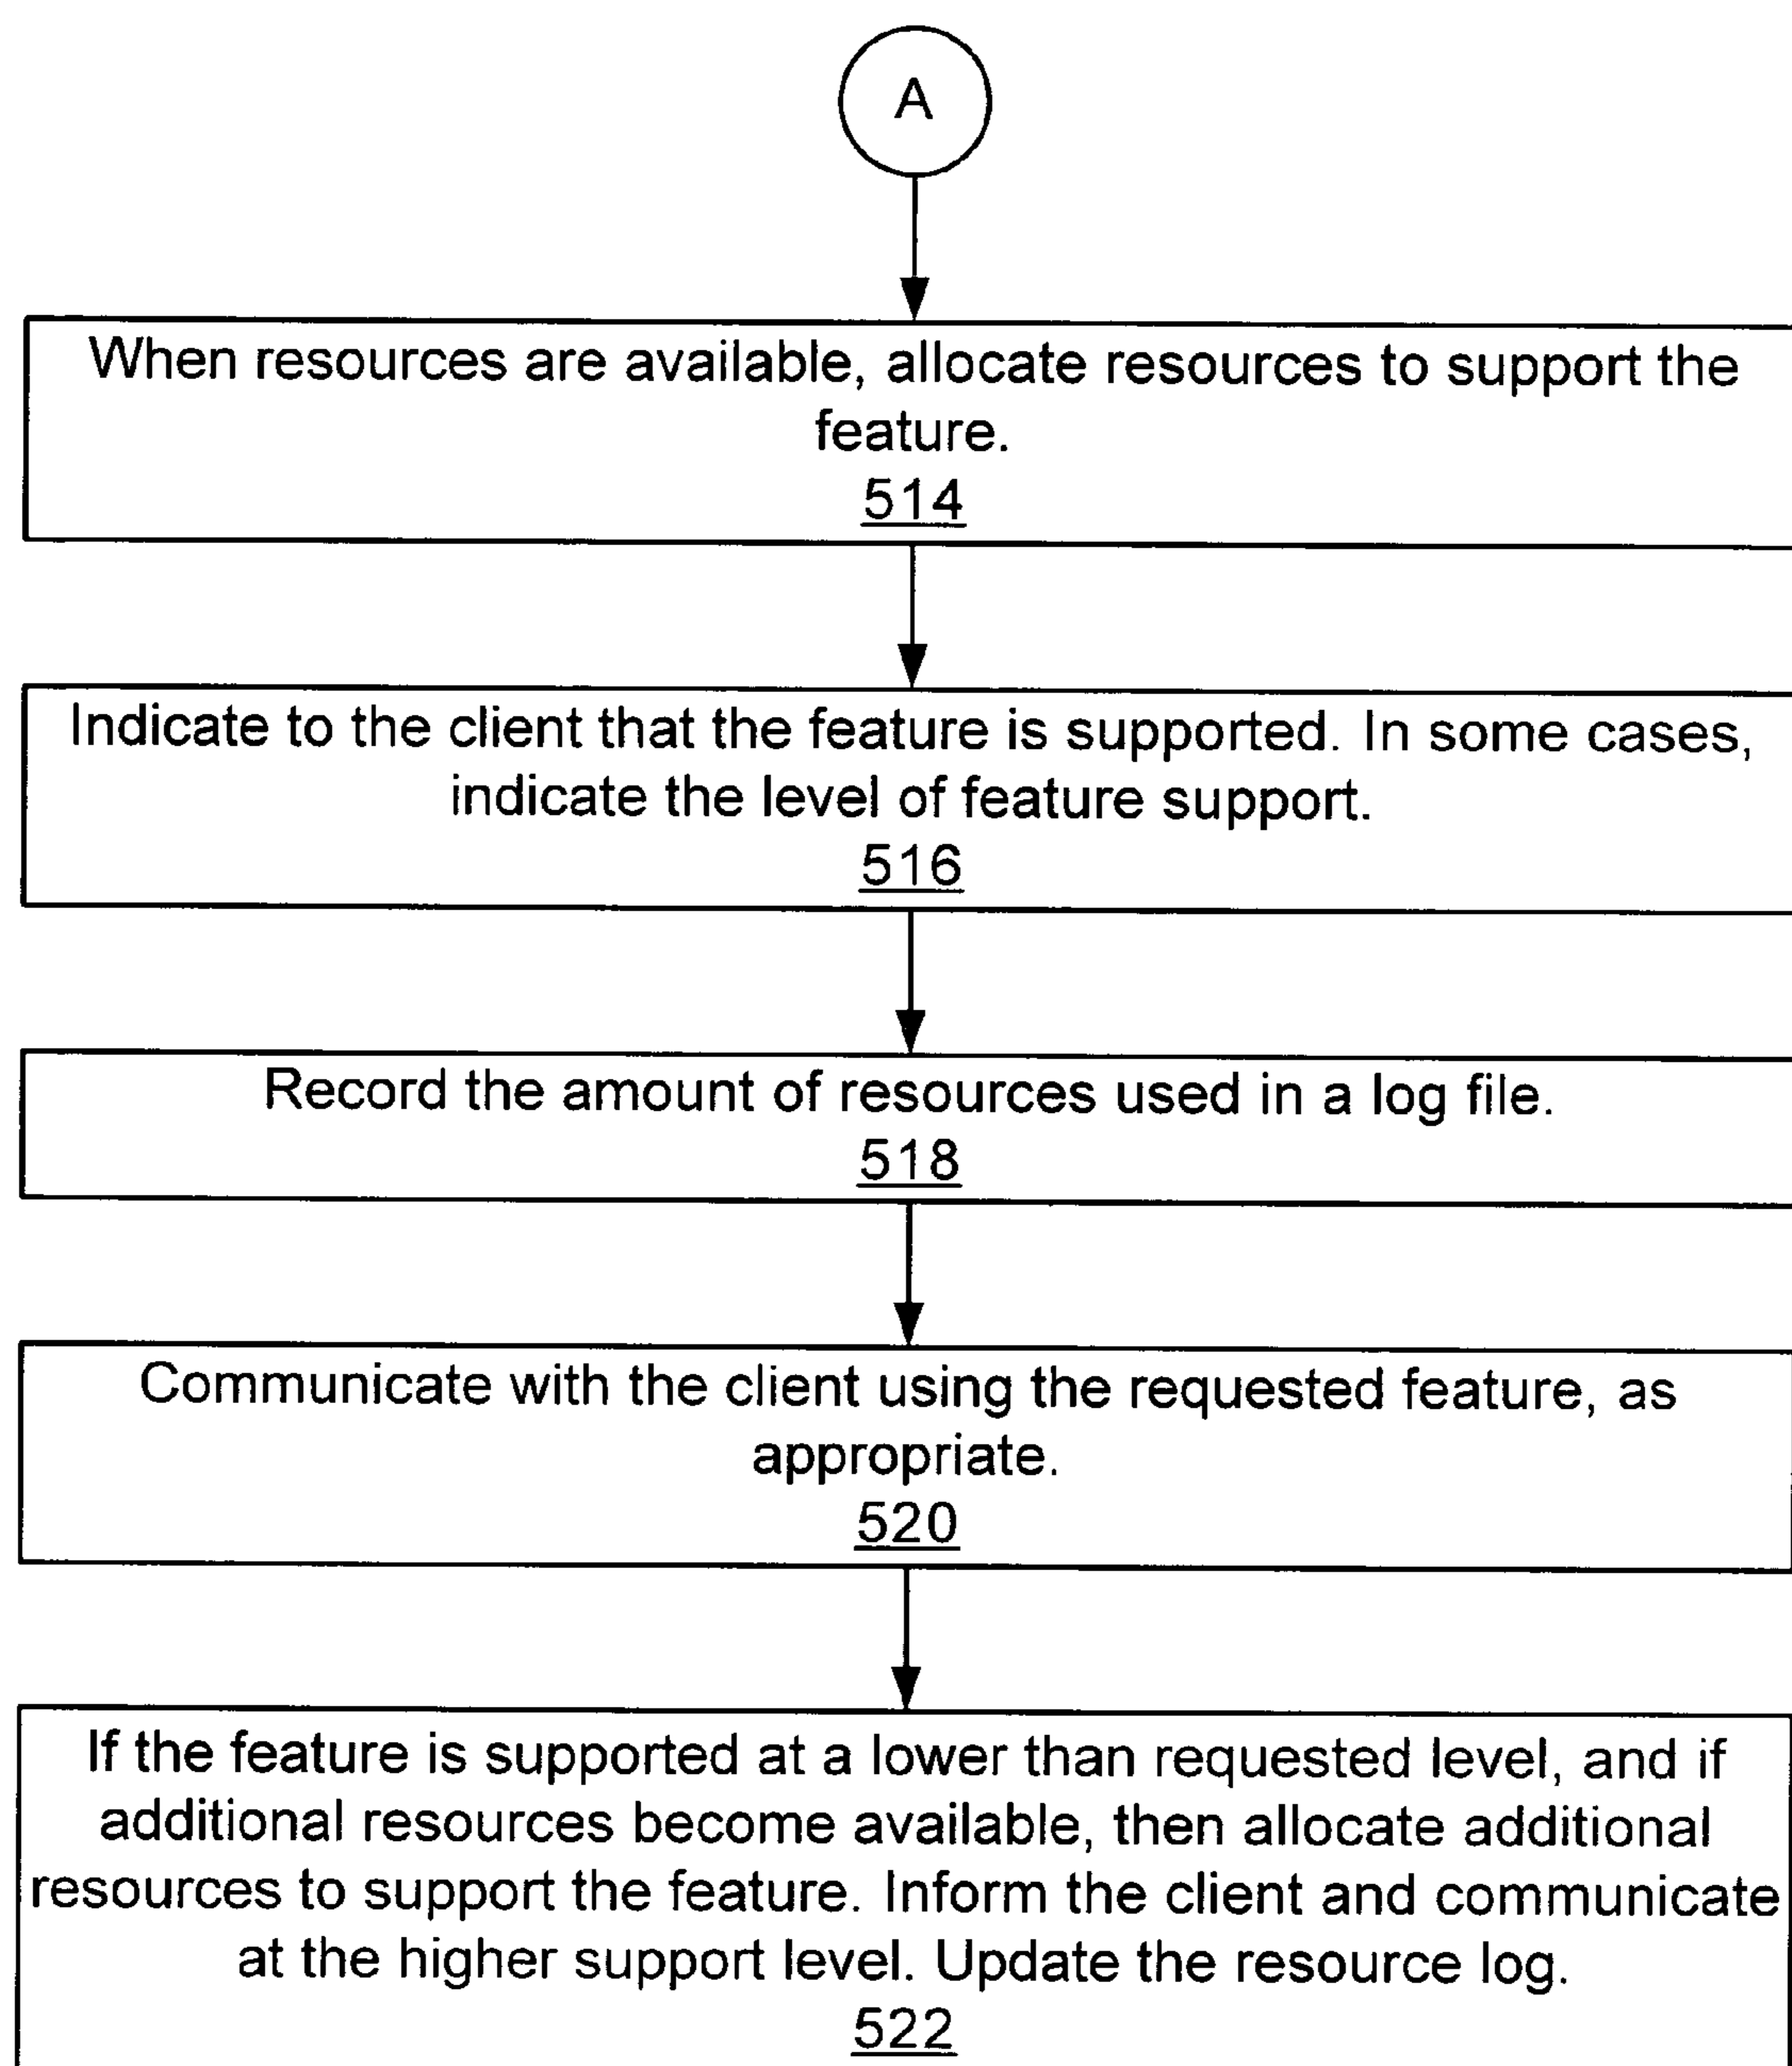 A
When resources are available, allocate resources to support the
feature.
514
Indicate to the client that the feature is supported. In some cases,
indicate the level of feature support.
516
Record the amount of resources used in a log file.
518
Communicate with the client using the requested feature, as
appropriate.
520
If the feature is supported at a lower than requested level, and if
additional resources become available, then allocate additional
resources to support the feature. Inform the client and communicate
at the higher support level. Update the resource log.
522